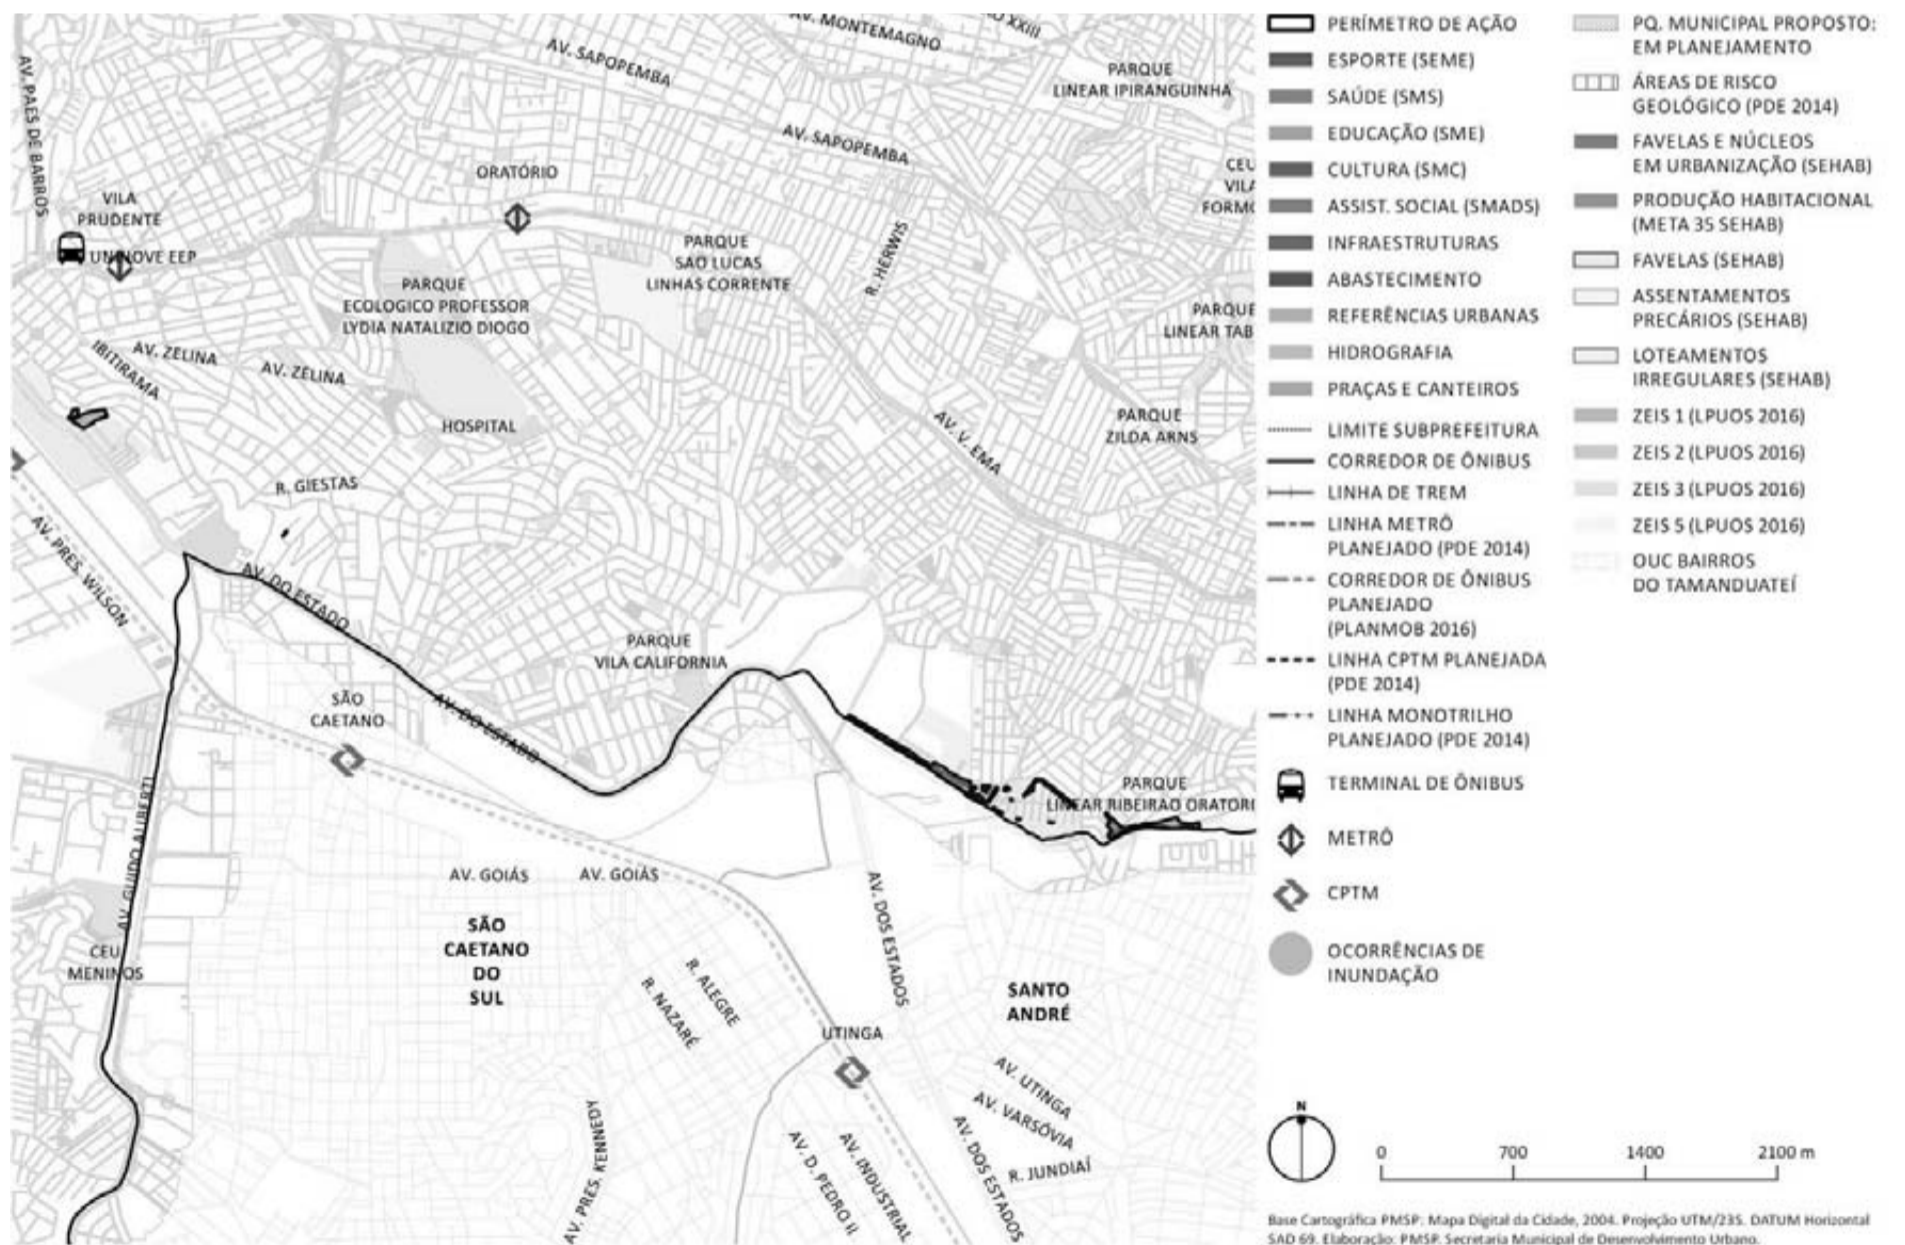 AV. MONTEMAGNO
XXIII
AV. SAPOPEMBA
PARQUE
LINEAR IPIRANGUINHA
AV. PAES DE BARROS
AV. SAPOPEMBA
ORATÓRIO
CEU
VILA
VILA
PRUDENTE
UNINOVE EEP
PARQUE
SAO LUCAS
LINHAS CORRENTE
R. HERWIS
PARQUE
ECOLOGICO PROFESSOR
LYDIA NATALIZIO DIOGO
PARQUE
LINEAR TAB
IBITIRAMA
AV. ZELINA
AV. ZELINA
HOSPITAL
AV. V. EMA
PARQUE
ZILDA ARNS
R. GIESTAS
AV. PRES. WILSON
AV. DO ESTADO
PARQUE
VILA CALIFORNIA
SÃO
CAETANO
AV. DO ESTADO
PARQUE
LINEAR RIBEIRAO ORATORI
AV. GUIDO ALIBERTI
AV. GOIÁS
AV. GOIÁS
AV. DOS ESTADOS
SÃO
CAETANO
DO
SUL
CEU
MENINOS
R. ALEGRE
R. NAZARÉ
SANTO
ANDRÉ
UTINGA
AV. UTINGA
AV. VARSÓVIA
R. JUNDIAÍ
AV. PRES. KENNEDY
AV. D. PEDRO II
AV. INDUSTRIAL
AV. DOS ESTADOS
PERÍMETRO DE AÇÃO
ESPORTE (SEME)
SAÚDE (SMS)
EDUCAÇÃO (SME)
CULTURA (SMC)
ASSIST. SOCIAL (SMADS)
INFRAESTRUTURAS
ABASTECIMENTO
REFERÊNCIAS URBANAS
HIDROGRAFIA
PRAÇAS E CANTEIROS
LIMITE SUBPREFEITURA
CORREDOR DE ÔNIBUS
LINHA DE TREM
LINHA METRÔ
PLANEJADO (PDE 2014)
CORREDOR DE ÔNIBUS
PLANEJADO
(PLANMOB 2016)
LINHA CPTM PLANEJADA
(PDE 2014)
LINHA MONOTRILHO
PLANEJADO (PDE 2014)
TERMINAL DE ÔNIBUS
METRÔ
CPTM
OCORRÊNCIAS DE
INUNDAÇÃO
PQ. MUNICIPAL PROPOSTO:
EM PLANEJAMENTO
ÁREAS DE RISCO
GEOLÓGICO (PDE 2014)
FAVELAS E NÚCLEOS
EM URBANIZAÇÃO (SEHAB)
PRODUÇÃO HABITACIONAL
(META 35 SEHAB)
FAVELAS (SEHAB)
ASSENTAMENTOS
PRECÁRIOS (SEHAB)
LOTEAMENTOS
IRREGULARES (SEHAB)
ZEIS 1 (LPUOS 2016)
ZEIS 2 (LPUOS 2016)
ZEIS 3 (LPUOS 2016)
ZEIS 5 (LPUOS 2016)
OUC BAIRROS
DO TAMANDUATEÍ
N
0 700 1400 2100 m
Base Cartográfica PMSP: Mapa Digital da Cidade, 2004. Projeção UTM/23S. DATUM Horizontal
SAD 69. Elaboração: PMSP. Secretaria Municipal de Desenvolvimento Urbano.